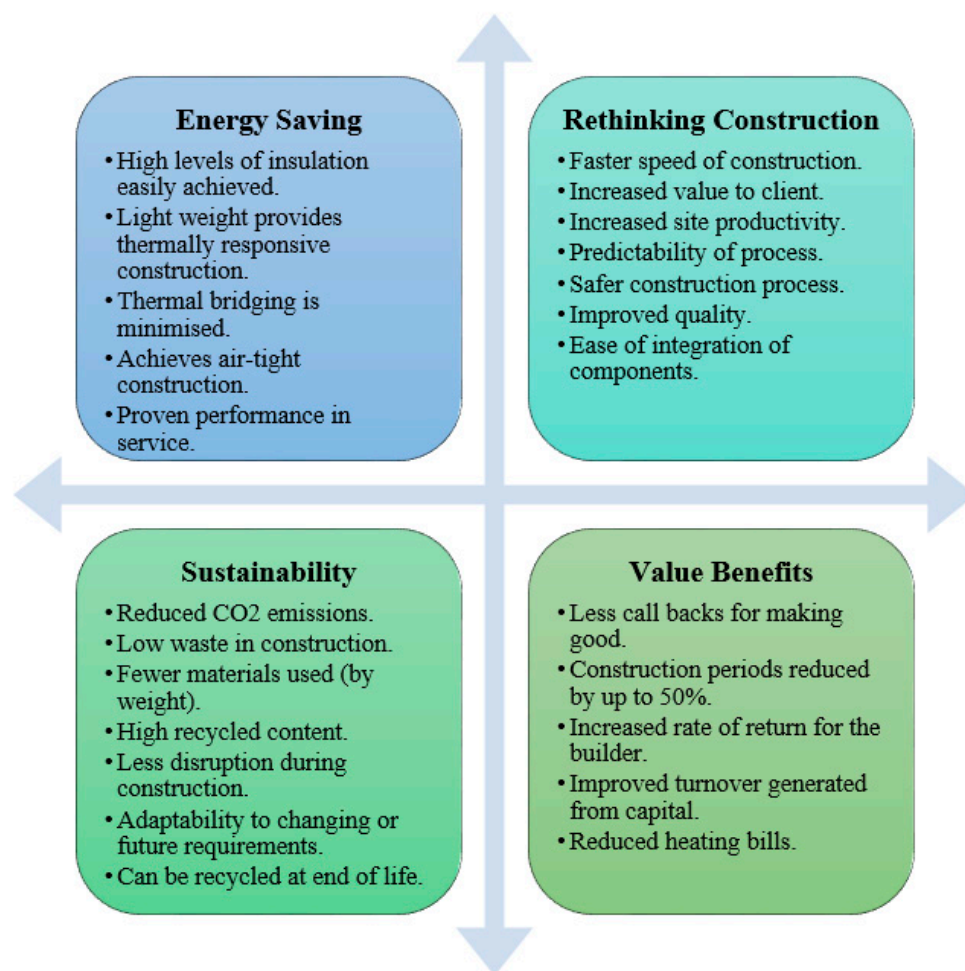 Energy Saving
•High levels of insulation
easily achieved.
•Light weight provides
thermally responsive
construction.
•Thermal bridging is
minimised.
•Achieves air-tight
construction.
•Proven performance in
service.
Rethinking Construction
•Faster speed of construction.
•Increased value to client.
•Increased site productivity.
•Predictability of process.
•Safer construction process.
•Improved quality.
•Ease of integration of
components.
Sustainability
•Reduced CO2 emissions.
•Low waste in construction.
•Fewer materials used (by
weight).
•High recycled content.
•Less disruption during
construction.
•Adaptability to changing or
future requirements.
•Can be recycled at end of life.
Value Benefits
•Less call backs for making
good.
•Construction periods reduced
by up to 50%.
•Increased rate of return for the
builder.
•Improved turnover generated
from capital.
•Reduced heating bills.